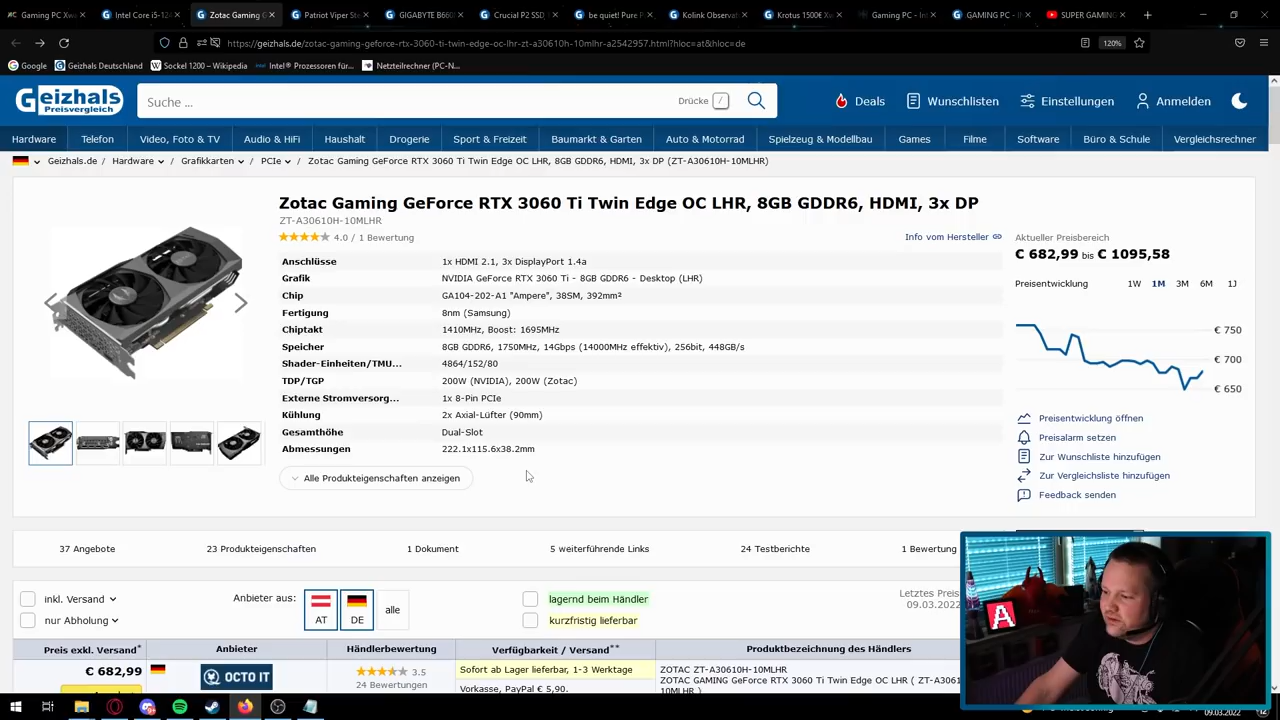 Gaming PC Xw
Intel Core i5-124
Zotac Gaming G
Patriot Viper Ste
GIGABYTE B660
Crucial P2 SSD
be quiet! Pure P
Kolink Observat
Krotus 1500€ Xw
Gaming PC - Int
GAMING PC - I
SUPER GAMING
https://geizhals.de/zotac-gaming-geforce-rtx-3060-ti-twin-edge-oc-lhr-zt-a30610h-10mlhr-a2542957.html?hloc=at&hloc=de
120%
Google
Geizhals Deutschland
Sockel 1200 – Wikipedia
Intel® Prozessoren für...
Netzteilrechner (PC-N...
Geizhals
Preisvergleich
Suche ...
Drücke /
Deals
Wunschlisten
Einstellungen
Anmelden
Hardware
Telefon
Video, Foto & TV
Audio & HiFi
Haushalt
Drogerie
Sport & Freizeit
Baumarkt & Garten
Auto & Motorrad
Spielzeug & Modellbau
Games
Filme
Software
Büro & Schule
Vergleichsrechner
Geizhals.de / Hardware / Grafikkarten / PCIe / Zotac Gaming GeForce RTX 3060 Ti Twin Edge OC LHR, 8GB GDDR6, HDMI, 3x DP (ZT-A30610H-10MLHR)
Zotac Gaming GeForce RTX 3060 Ti Twin Edge OC LHR, 8GB GDDR6, HDMI, 3x DP
ZT-A30610H-10MLHR
4.0 / 1 Bewertung
Info vom Hersteller
Anschlüsse 1x HDMI 2.1, 3x DisplayPort 1.4a
Grafik NVIDIA GeForce RTX 3060 Ti - 8GB GDDR6 - Desktop (LHR)
Chip GA104-202-A1 "Ampere", 38SM, 392mm²
Fertigung 8nm (Samsung)
Chiptakt 1410MHz, Boost: 1695MHz
Speicher 8GB GDDR6, 1750MHz, 14Gbps (14000MHz effektiv), 256bit, 448GB/s
Shader-Einheiten/TMU... 4864/152/80
TDP/TGP 200W (NVIDIA), 200W (Zotac)
Externe Stromversorg... 1x 8-Pin PCIe
Kühlung 2x Axial-Lüfter (90mm)
Gesamthöhe Dual-Slot
Abmessungen 222.1x115.6x38.2mm
Alle Produkteigenschaften anzeigen
Aktueller Preisbereich
€ 682,99 bis € 1095,58
Preisentwicklung 1W 1M 3M 6M 1J
€ 750
€ 700
€ 650
Preisentwicklung öffnen
Preisalarm setzen
Zur Wunschliste hinzufügen
Zur Vergleichsliste hinzufügen
Feedback senden
37 Angebote
23 Produkteigenschaften
1 Dokument
5 weiterführende Links
24 Testberichte
1 Bewertung
inkl. Versand
nur Abholung
Anbieter aus:
AT
DE
alle
lagernd beim Händler
kurzfristig lieferbar
Letztes Preis
09.03.2022
Preis exkl. Versand*
Anbieter
Händlerbewertung
Verfügbarkeit / Versand**
Produktbezeichnung des Händlers
€ 682,99
OCTO IT
3.5
24 Bewertungen
Sofort ab Lager lieferbar, 1-3 Werktage
Vorkasse, PayPal € 5,90.
ZOTAC ZT-A30610H-10MLHR
ZOTAC GAMING GeForce RTX 3060 Ti Twin Edge OC LHR ( ZT-A30610H-
10MLHR )
A
09.03.2022